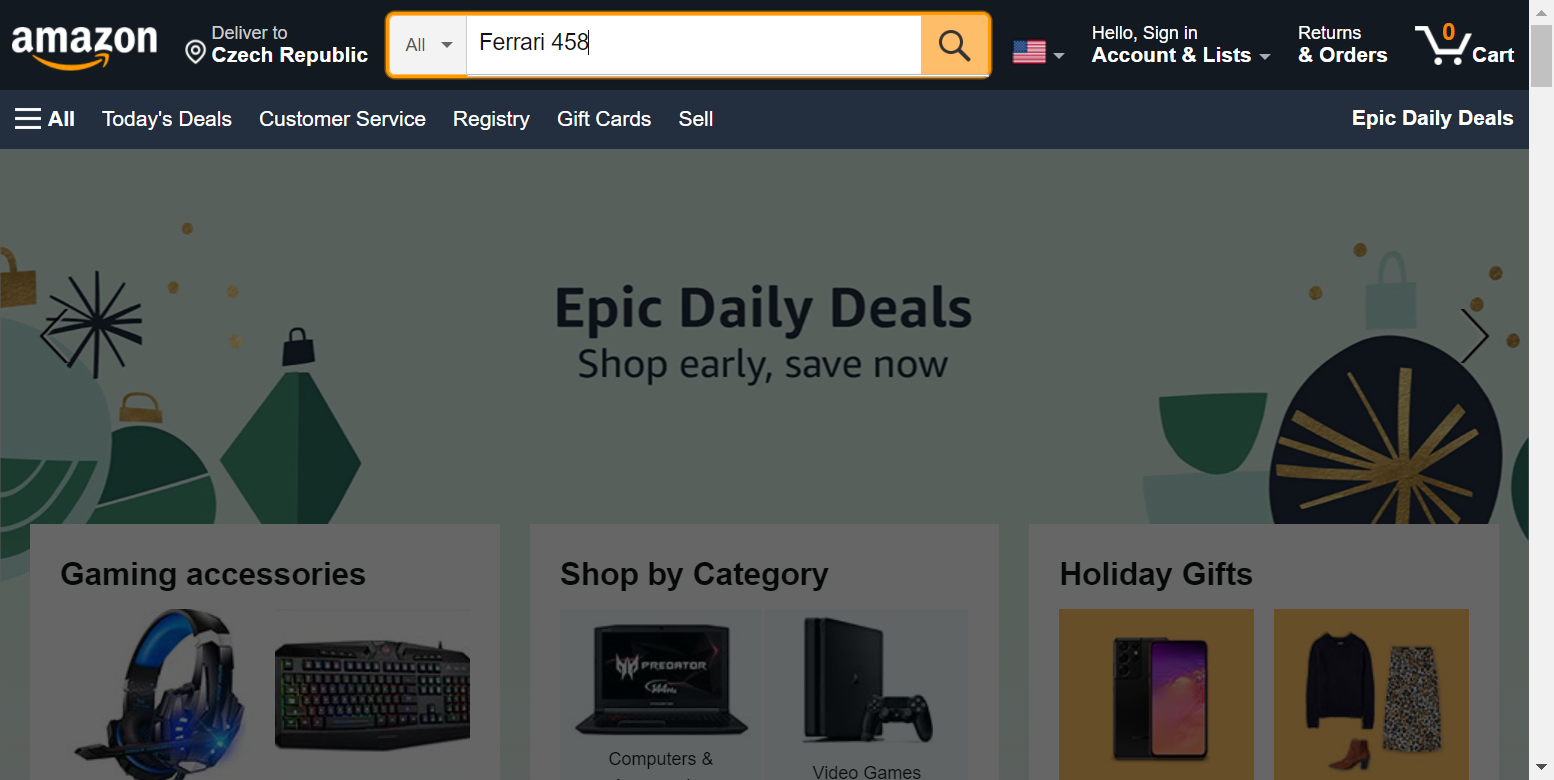 amazon
Deliver to
Czech Republic
All
Ferrari 458
Hello, Sign in
Account & Lists
Returns
& Orders
0
Cart
All
Today's Deals
Customer Service
Registry
Gift Cards
Sell
Epic Daily Deals
Epic Daily Deals
Shop early, save now
Gaming accessories
Shop by Category
Holiday Gifts
PREDATOR
144Hz
Computers &
Video Games